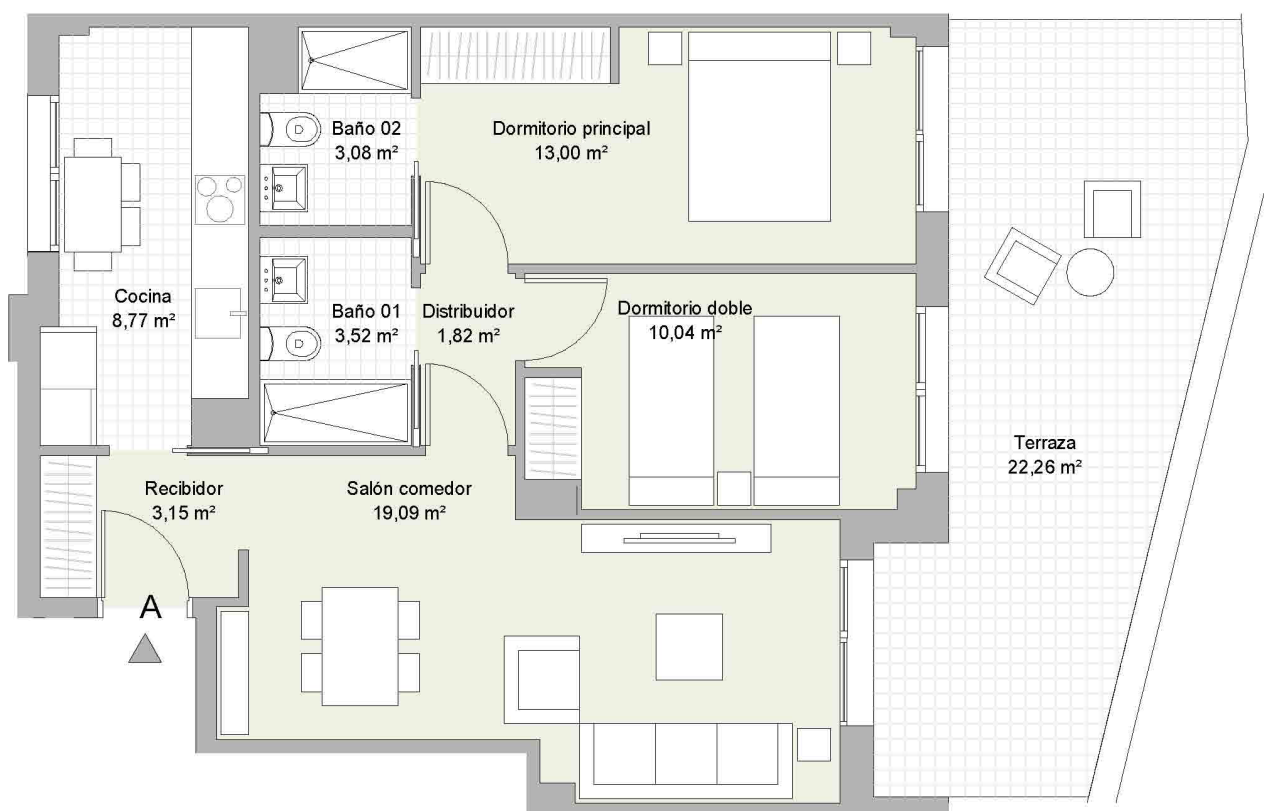 Baño 02
3,08 m²
Dormitorio principal
13,00 m²
Cocina
8,77 m²
Baño 01
3,52 m²
Distribuidor
1,82 m²
Dormitorio doble
10,04 m²
Terraza
22,26 m²
Recibidor
3,15 m²
Salón comedor
19,09 m²
A